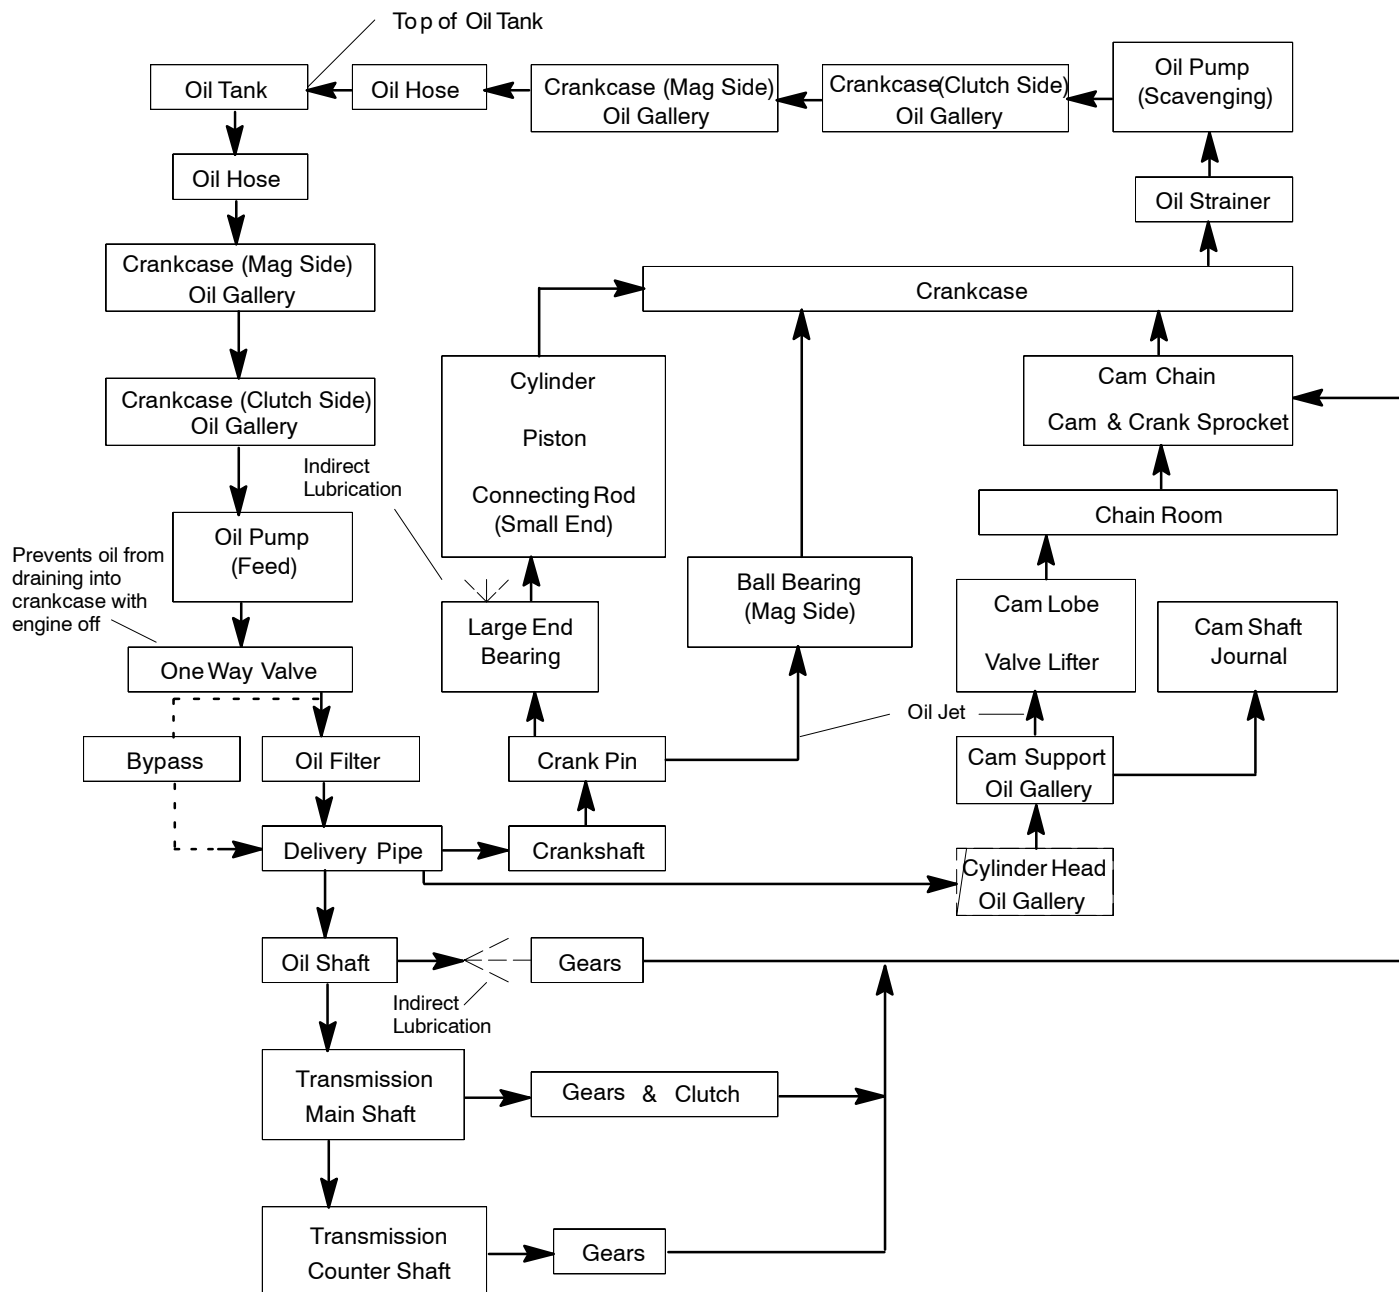 Top of Oil Tank
Oil Tank
Oil Hose
Crankcase (Mag Side)
Oil Gallery
Crankcase (Clutch Side)
Oil Gallery
Oil Pump
(Scavenging)
Oil Hose
Oil Strainer
Crankcase (Mag Side)
Oil Gallery
Crankcase
Cylinder
Piston
Connecting Rod
(Small End)
Cam Chain
Cam & Crank Sprocket
Crankcase (Clutch Side)
Oil Gallery
Indirect
Lubrication
Chain Room
Oil Pump
(Feed)
Prevents oil from
draining into
crankcase with
engine off
Ball Bearing
(Mag Side)
Cam Lobe
Valve Lifter
Cam Shaft
Journal
Large End
Bearing
One Way Valve
Oil Jet
Bypass
Oil Filter
Crank Pin
Cam Support
Oil Gallery
Delivery Pipe
Crankshaft
Cylinder Head
Oil Gallery
Oil Shaft
Gears
Indirect
Lubrication
Transmission
Main Shaft
Gears & Clutch
Transmission
Counter Shaft
Gears